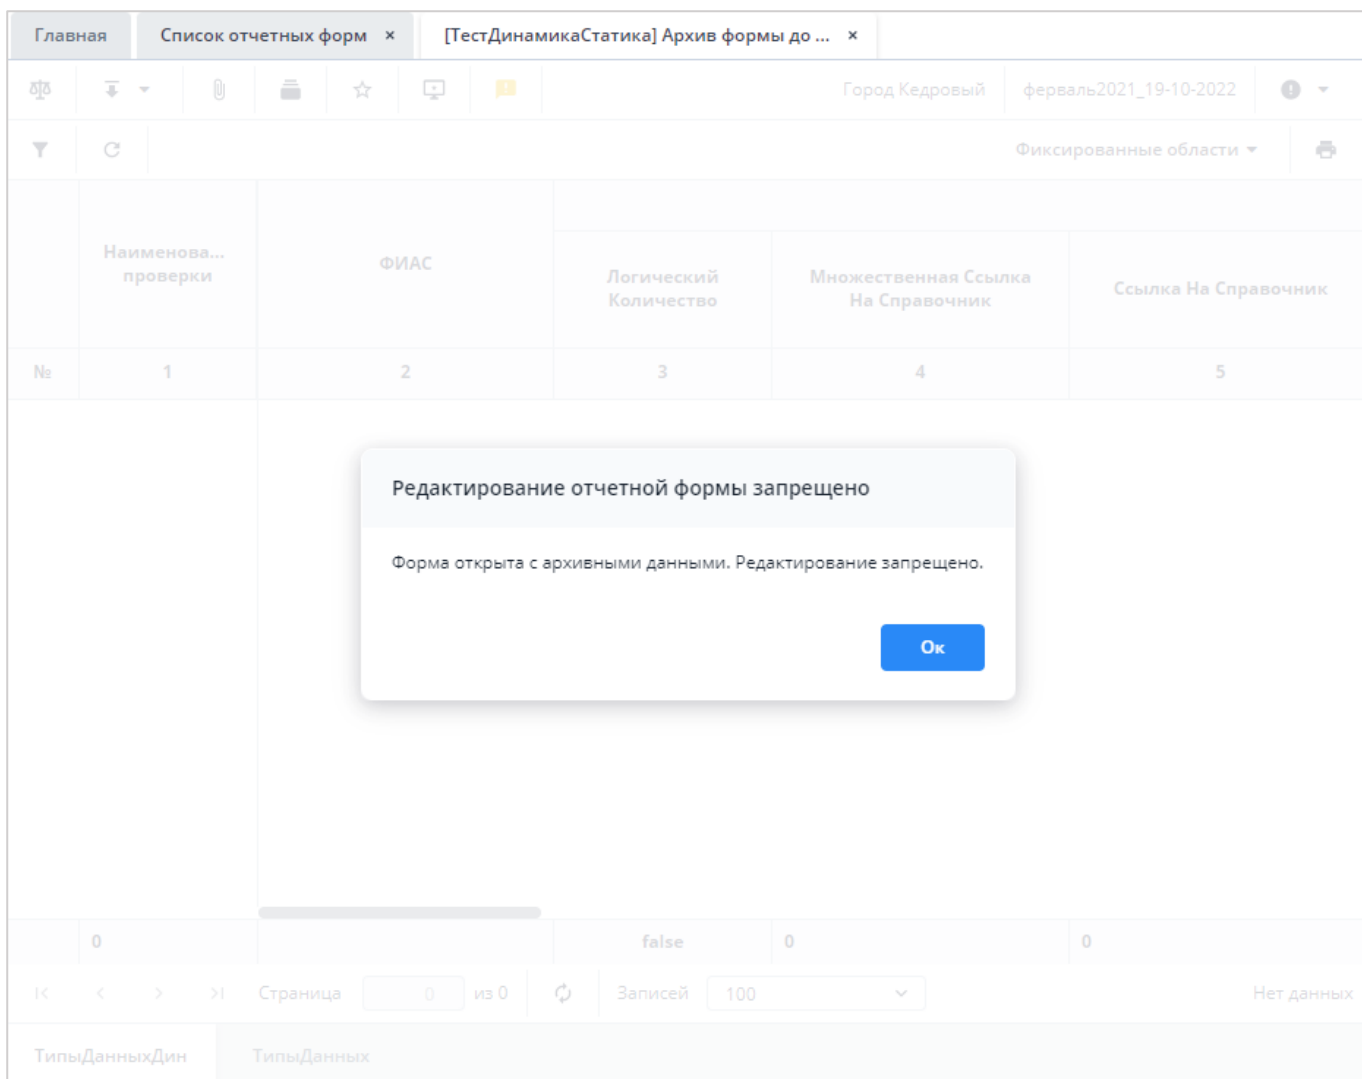 Главная
Список отчетных форм ×
[ТестДинамикаСтатика] Архив формы до ... ×
Город Кедровый
ферваль2021_19-10-2022
Фиксированные области
Наименова...
проверки
ФИАС
Логический
Количество
Множественная Ссылка
На Справочник
Ссылка На Справочник
№ 1 2 3 4 5
Редактирование отчетной формы запрещено
Форма открыта с архивными данными. Редактирование запрещено.
Ок
0 false 0 0
Страница 0 из 0 Записей 100 Нет данных
ТипыДанныхДин ТипыДанных